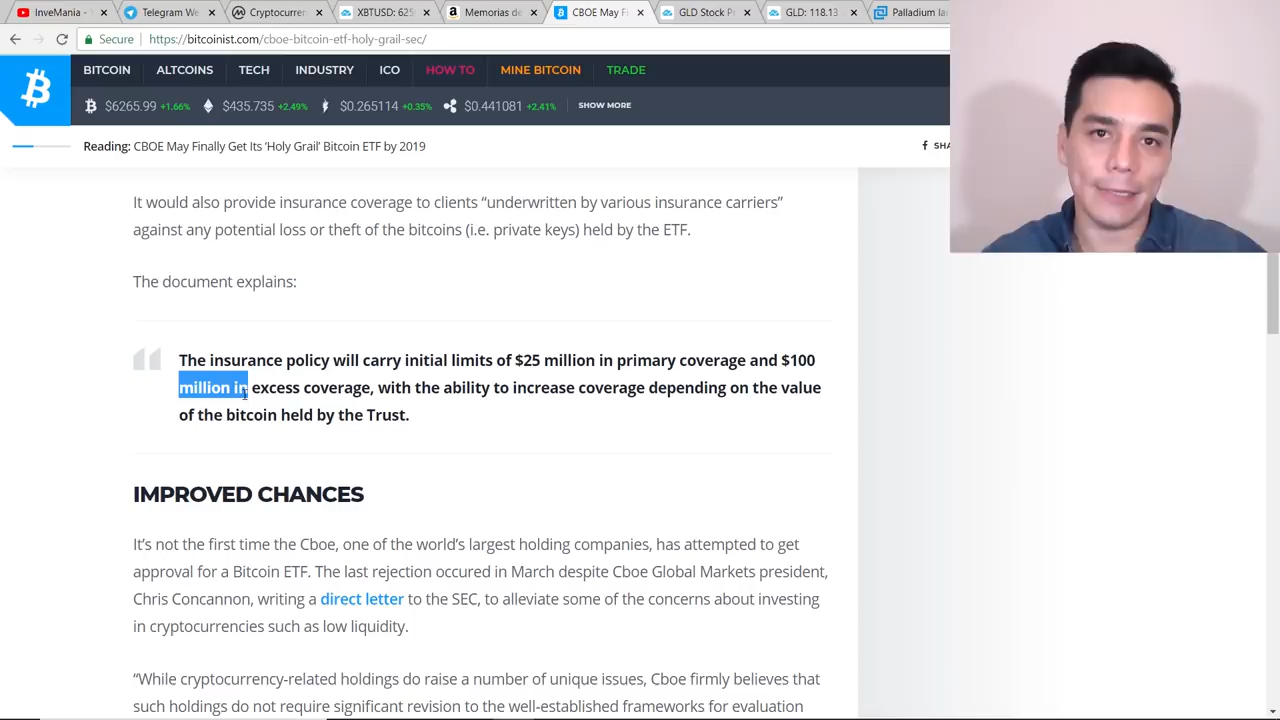 InveMania -
Telegram We
Cryptocurren
XBTUSD: 625
Memorias de
CBOE May Fi
GLD Stock P
GLD: 118.13
Palladium la
Secure
https://bitcoinist.com/cboe-bitcoin-etf-holy-grail-sec/
BITCOIN ALTCOINS TECH INDUSTRY ICO HOW TO MINE BITCOIN TRADE
$6265.99 +1.66% $435.735 +2.49% $0.265114 +0.35% $0.441081 +2.41% SHOW MORE
Reading: CBOE May Finally Get Its ‘Holy Grail’ Bitcoin ETF by 2019
SHA
It would also provide insurance coverage to clients “underwritten by various insurance carriers”
against any potential loss or theft of the bitcoins (i.e. private keys) held by the ETF.
The document explains:
The insurance policy will carry initial limits of $25 million in primary coverage and $100
million in excess coverage, with the ability to increase coverage depending on the value
of the bitcoin held by the Trust.
IMPROVED CHANCES
It’s not the first time the Cboe, one of the world’s largest holding companies, has attempted to get
approval for a Bitcoin ETF. The last rejection occured in March despite Cboe Global Markets president,
Chris Concannon, writing a direct letter to the SEC, to alleviate some of the concerns about investing
in cryptocurrencies such as low liquidity.
“While cryptocurrency-related holdings do raise a number of unique issues, Cboe firmly believes that
such holdings do not require significant revision to the well-established frameworks for evaluation